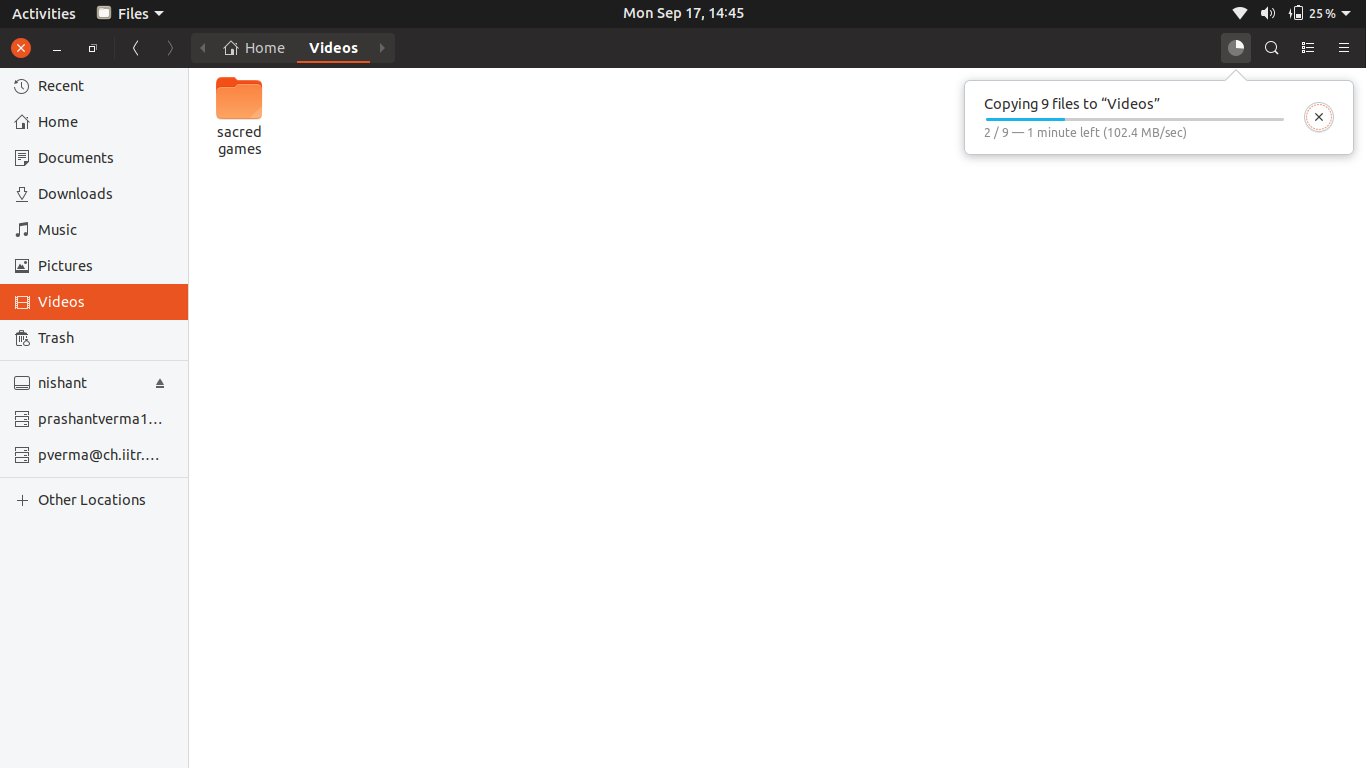 Activities
Files
Mon Sep 17, 14:45
25%
Home
Videos
Recent
Home
Documents
Downloads
Music
Pictures
Videos
Trash
nishant
prashantverma1…
pverma@ch.iitr.…
Other Locations
sacred
games
Copying 9 files to “Videos”
2 / 9 — 1 minute left (102.4 MB/sec)